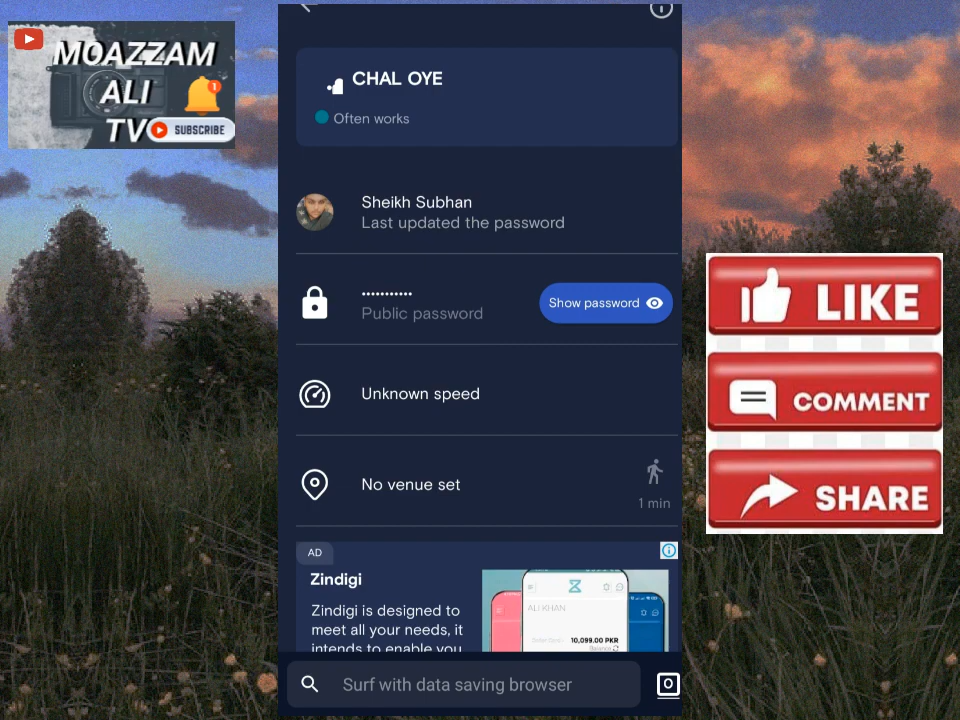 MOAZZAM
ALI
TV
SUBSCRIBE
1
CHAL OYE
Often works
Sheikh Subhan
Last updated the password
•••••••••••
Public password
Show password
Unknown speed
No venue set
1 min
AD
Zindigi
Zindigi is designed to
meet all your needs, it
intends to enable you
ALI KHAN
10,099.00 PKR
Balance
Surf with data saving browser
LIKE
COMMENT
SHARE